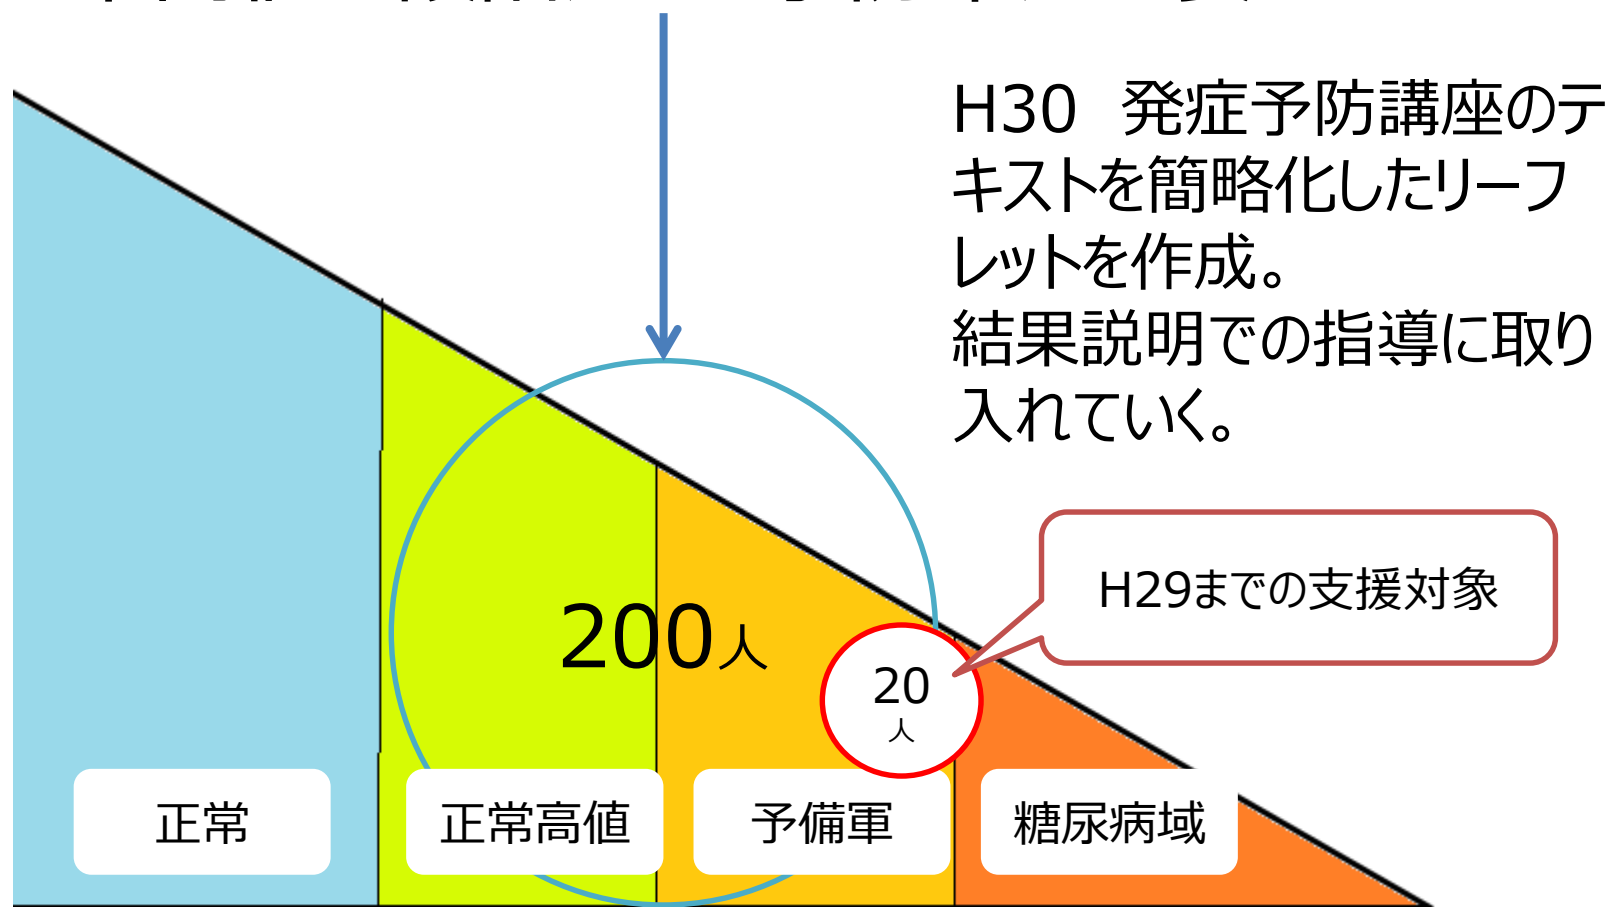 H30　発症予防講座のテ
キストを簡略化したリーフ
レットを作成。
結果説明での指導に取り
入れていく。
H29までの支援対象
200人
20
人
正常
正常高値
予備軍
糖尿病域